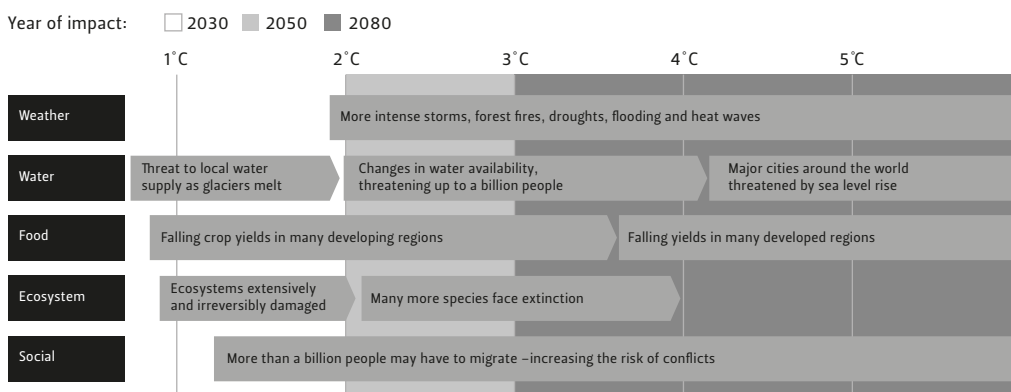 Year of impact: 2030 2050 2080
1°C 2°C 3°C 4°C 5°C
Weather
More intense storms, forest fires, droughts, flooding and heat waves
Water
Threat to local water
supply as glaciers melt
Changes in water availability,
threatening up to a billion people
Major cities around the world
threatened by sea level rise
Food
Falling crop yields in many developing regions
Falling yields in many developed regions
Ecosystem
Ecosystems extensively
and irreversibly damaged
Many more species face extinction
Social
More than a billion people may have to migrate –increasing the risk of conflicts